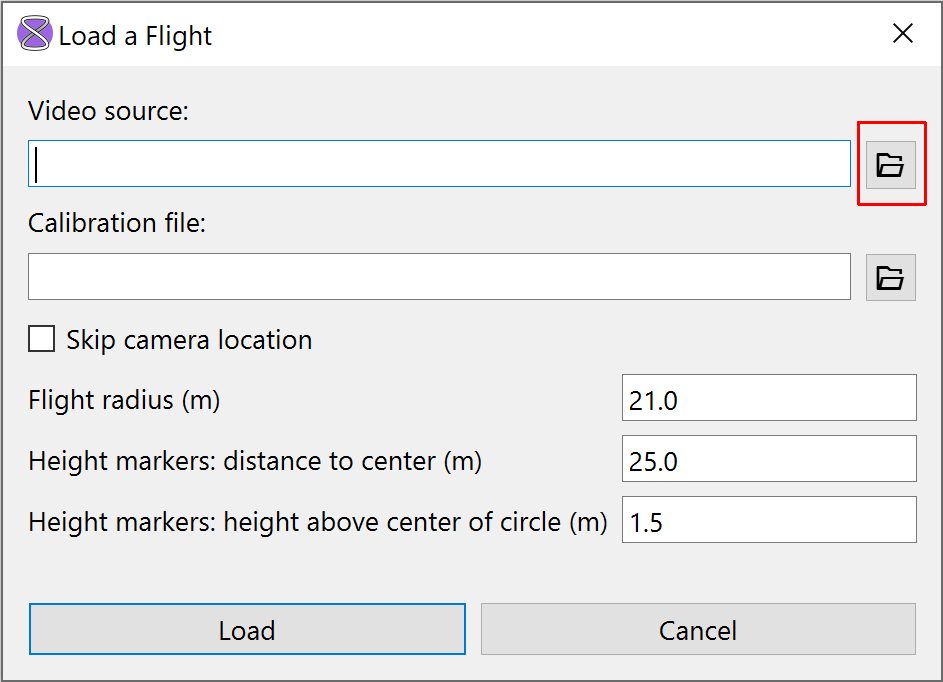 Load a Flight
Video source:
Calibration file:
Skip camera location
Flight radius (m)
21.0
Height markers: distance to center (m)
25.0
Height markers: height above center of circle (m)
1.5
Load
Cancel